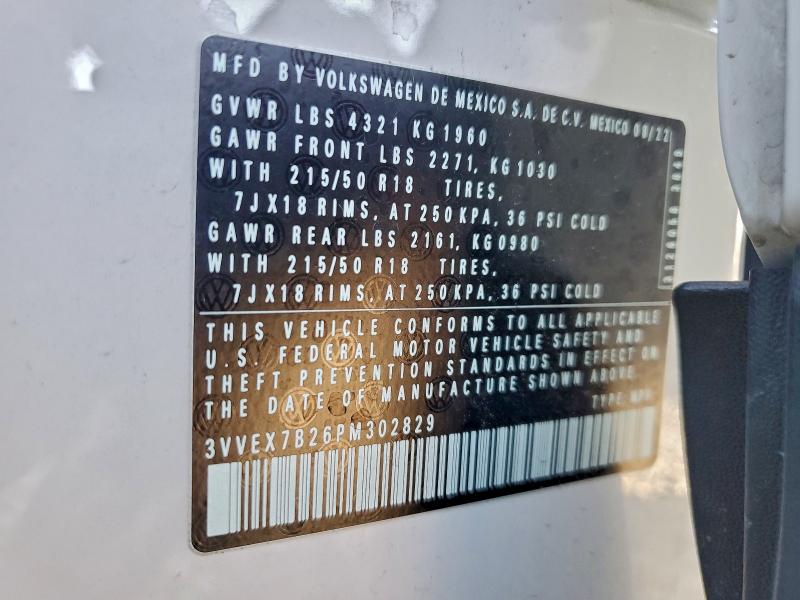 MFD BY VOLKSWAGEN DE MEXICO S.A. DE C.V. MEXICO 08/22
GVWR LBS 4321 KG 1960
GAWR FRONT LBS 2271, KG 1030
WITH 215/50 R18 TIRES,
7JX18 RIMS, AT 250 KPA, 36 PSI COLD
GAWR REAR LBS 2161, KG 0980
WITH 215/50 R18 TIRES,
7JX18 RIMS, AT 250 KPA, 36 PSI COLD
THIS VEHICLE CONFORMS TO ALL APPLICABLE
U.S. FEDERAL MOTOR VEHICLE SAFETY AND
THEFT PREVENTION STANDARDS IN EFFECT ON
THE DATE OF MANUFACTURE SHOWN ABOVE.
TYPE: MPV
3VVEX7B26PM302829